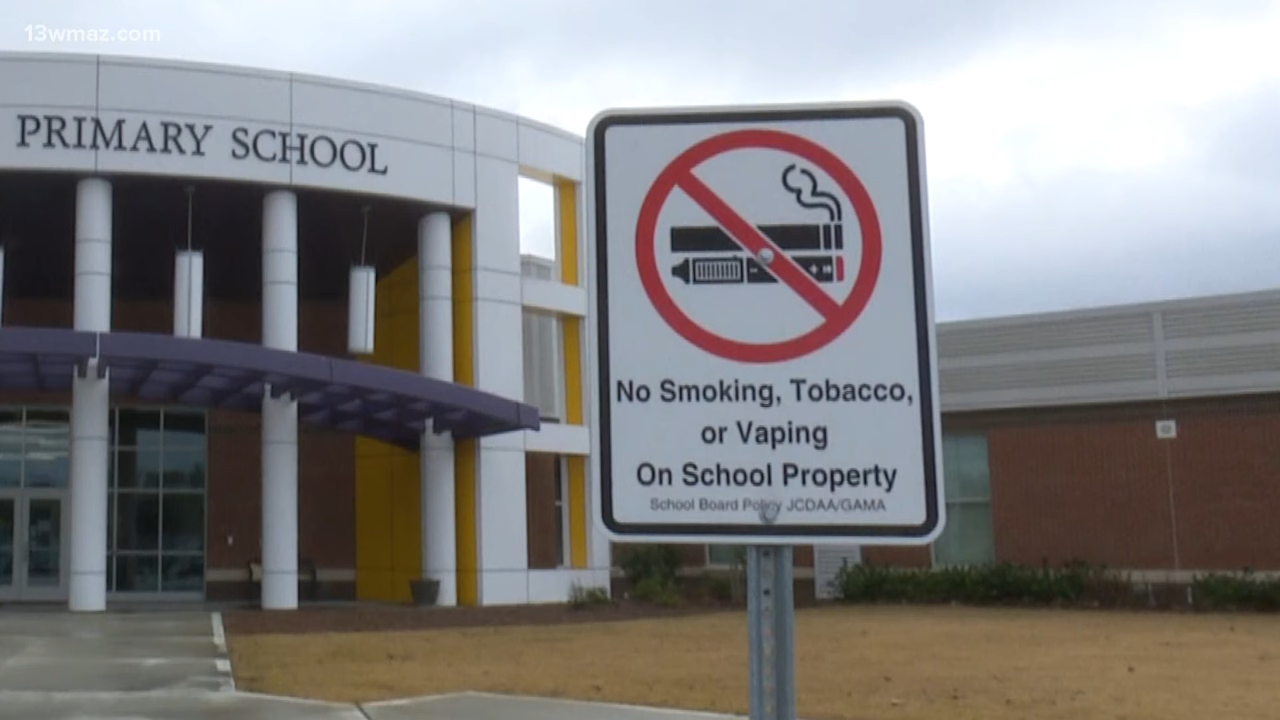 13wmaz.com
PRIMARY SCHOOL
No Smoking, Tobacco,
or Vaping
On School Property
School Board Policy JCDAA/GAMA